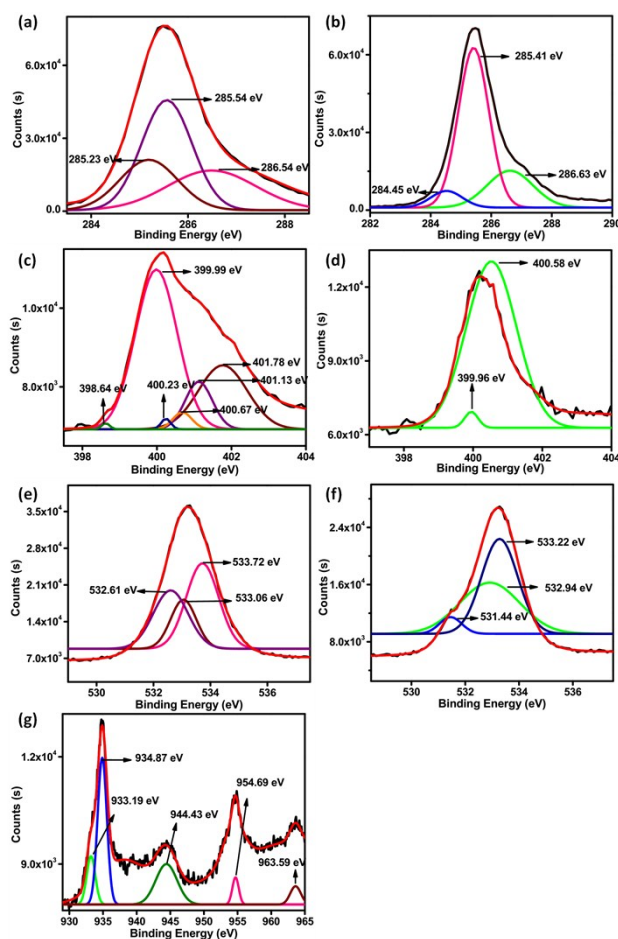 (a)
6.0x10⁴
3.0x10⁴
0.0
Counts (s)
285.54 eV
285.23 eV
286.54 eV
284
286
288
Binding Energy (eV)
(b)
6.0x10⁴
3.0x10⁴
0.0
Counts (s)
285.41 eV
284.45 eV
286.63 eV
282
284
286
288
290
Binding Energy (eV)
(c)
1.0x10⁴
8.0x10³
Counts (s)
399.99 eV
398.64 eV
400.23 eV
401.78 eV
401.13 eV
400.67 eV
398
400
402
404
Binding Energy (eV)
(d)
1.2x10⁴
9.0x10³
6.0x10³
Counts (s)
400.58 eV
399.96 eV
398
400
402
404
Binding Energy (eV)
(e)
3.5x10⁴
2.8x10⁴
2.1x10⁴
1.4x10⁴
7.0x10³
Counts (s)
533.72 eV
532.61 eV
533.06 eV
530
532
534
536
Binding Energy (eV)
(f)
2.4x10⁴
1.6x10⁴
8.0x10³
Counts (s)
533.22 eV
532.94 eV
531.44 eV
530
532
534
536
Binding Energy (eV)
(g)
1.2x10⁴
9.0x10³
Counts (s)
934.87 eV
933.19 eV
944.43 eV
954.69 eV
963.59 eV
930
935
940
945
950
955
960
965
Binding Energy (eV)